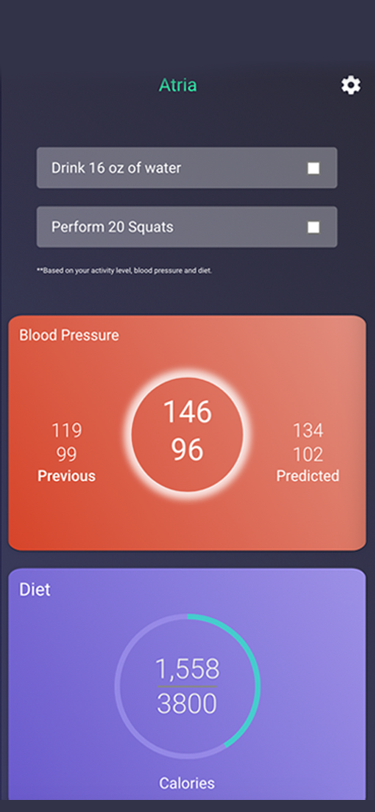 Atria
Drink 16 oz of water
Perform 20 Squats
**Based on your activity level, blood pressure and diet.
Blood Pressure
119
99
Previous
146
96
134
102
Predicted
Diet
1,558
3800
Calories